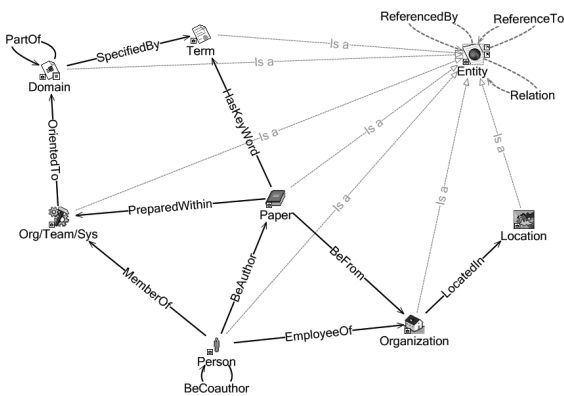 ReferencedBy
ReferenceTo
PartOf
SpecifiedBy
Term
Is a
Is a
Domain
Entity
Relation
HasKeyWord
Is a
Is a
OrientedTo
Is a
Is a
Is a
PreparedWithin
Paper
Org/Team/Sys
Location
BeAuthor
BeFrom
LocatedIn
MemberOf
EmployeeOf
Organization
Person
BeCoauthor